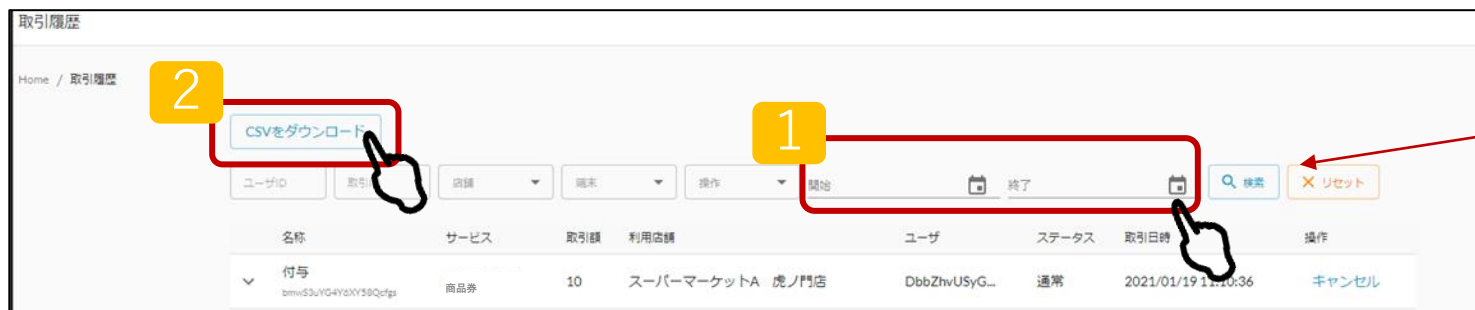 取引履歴
Home / 取引履歴
2
CSVをダウンロード
1
ユーザID 取引 店舗 端末 操作 開始 終了 検索 リセット
名称 サービス 取引額 利用店舗 ユーザ ステータス 取引日時 操作
付与 商品券 10 スーパーマーケットA 虎ノ門店 DbbZhvUSyG... 通常 2021/01/19 11:10:36 キャンセル